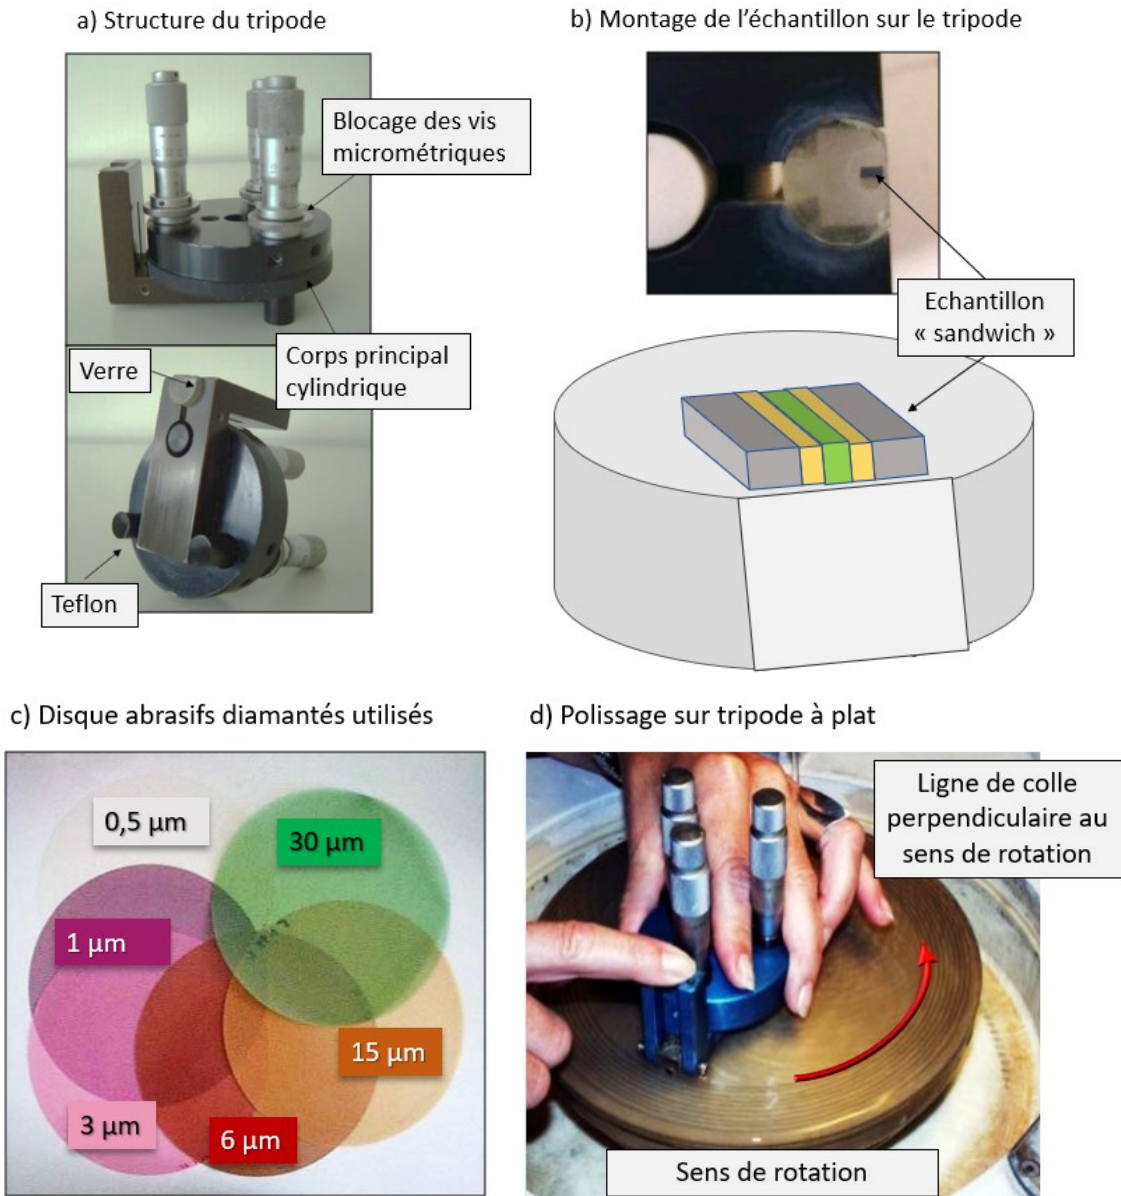 a) Structure du tripode
b) Montage de l'échantillon sur le tripode
Blocage des vis
micrométriques
Corps principal
cylindrique
Verre
Teflon
Echantillon
« sandwich »
c) Disque abrasifs diamantés utilisés
0,5 µm
30 µm
1 µm
15 µm
3 µm
6 µm
d) Polissage sur tripode à plat
Ligne de colle
perpendiculaire au
sens de rotation
Sens de rotation